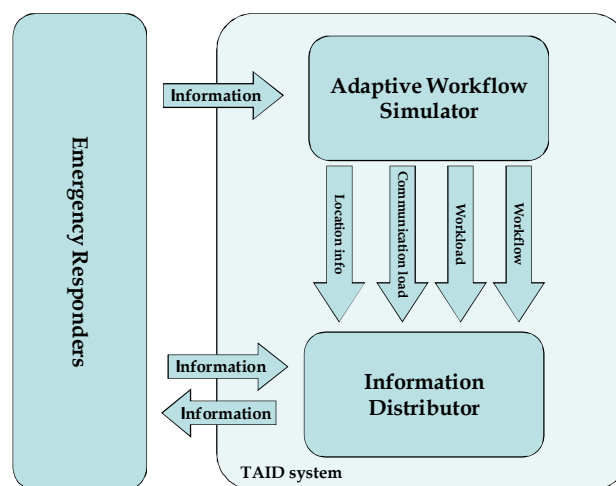 Emergency Responders
Information
Adaptive Workflow
Simulator
Location info
Communication load
Workload
Workflow
Information
Information
Information
Distributor
TAID system